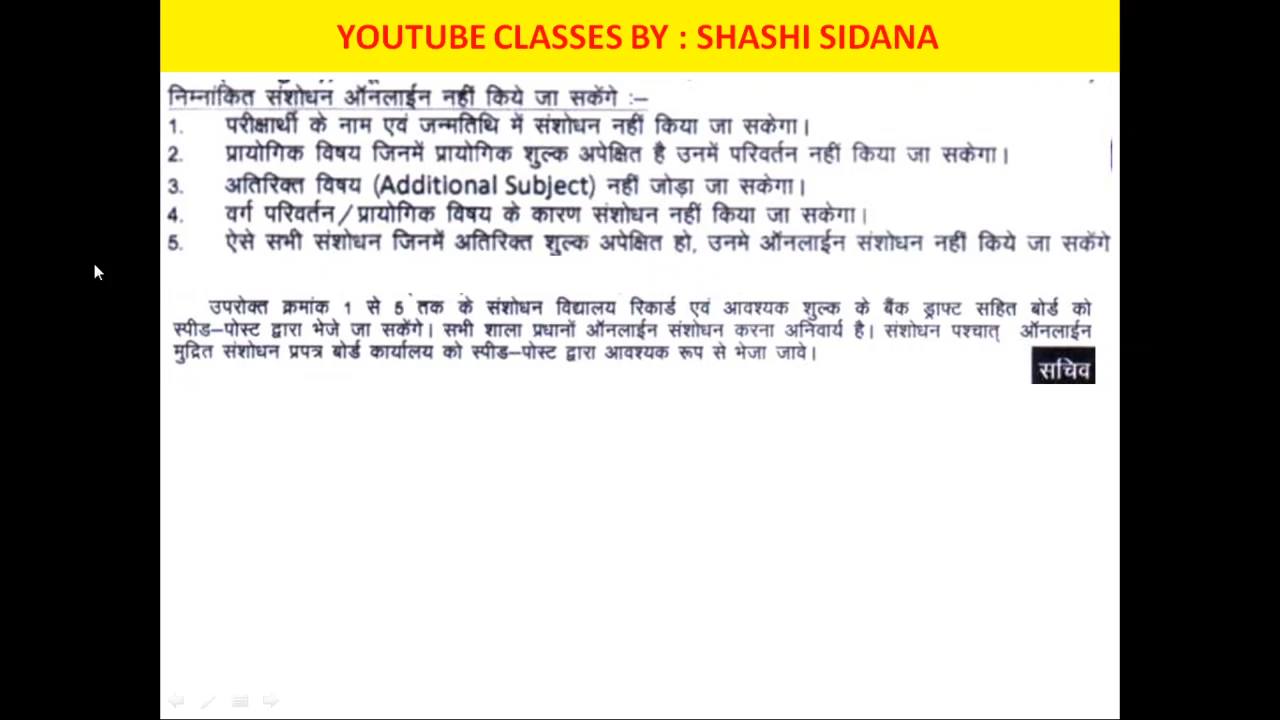 YOUTUBE CLASSES BY : SHASHI SIDANA
निम्नांकित संशोधन ऑनलाईन नहीं किये जा सकेंगे :–
1. परीक्षार्थी के नाम एवं जन्मतिथि में संशोधन नहीं किया जा सकेगा।
2. प्रायोगिक विषय जिनमें प्रायोगिक शुल्क अपेक्षित है उनमें परिवर्तन नहीं किया जा सकेगा।
3. अतिरिक्त विषय (Additional Subject) नहीं जोड़ा जा सकेगा।
4. वर्ग परिवर्तन/प्रायोगिक विषय के कारण संशोधन नहीं किया जा सकेगा।
5. ऐसे सभी संशोधन जिनमें अतिरिक्त शुल्क अपेक्षित हो, उनमे ऑनलाईन संशोधन नहीं किये जा सकेंगे
उपरोक्त क्रमांक 1 से 5 तक के संशोधन विद्यालय रिकार्ड एवं आवश्यक शुल्क के बैंक ड्राफ्ट सहित बोर्ड को
स्पीड–पोस्ट द्वारा भेजे जा सकेंगे। सभी शाला प्रधानों ऑनलाईन संशोधन करना अनिवार्य है। संशोधन पश्चात् ऑनलाईन
मुद्रित संशोधन प्रपत्र बोर्ड कार्यालय को स्पीड–पोस्ट द्वारा आवश्यक रूप से भेजा जावे।
सचिव